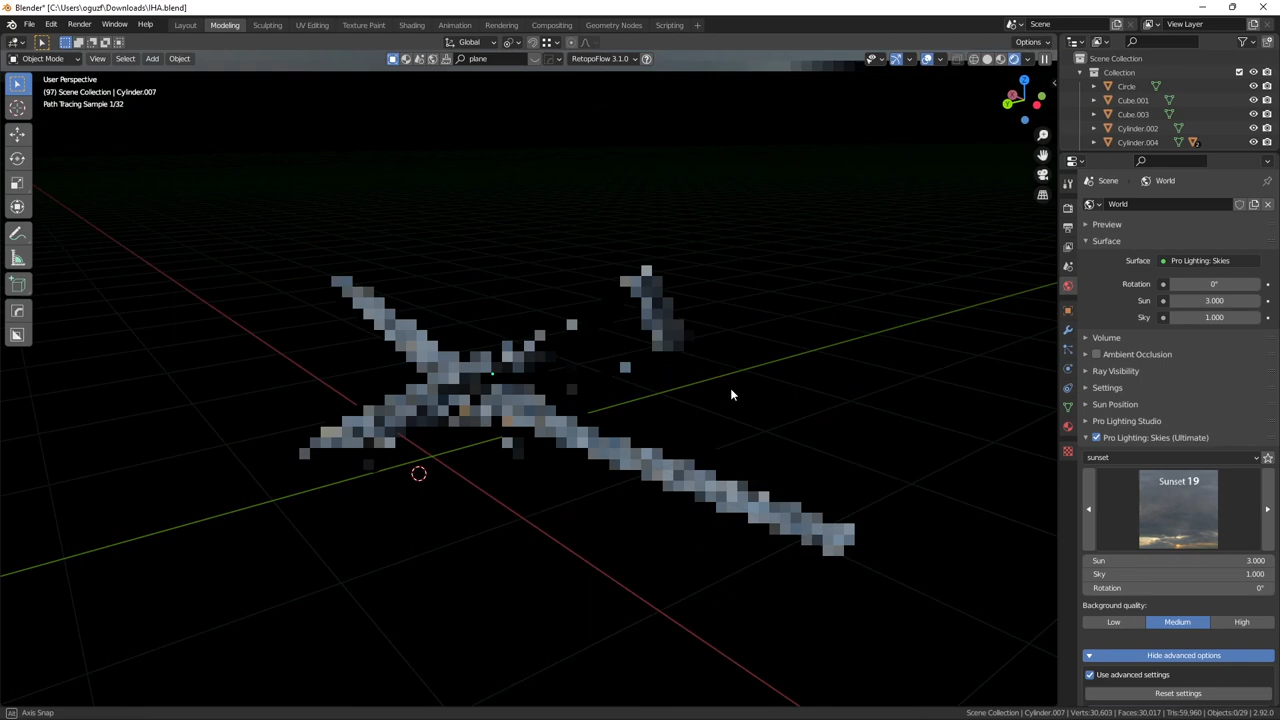 Blender* [C:\Users\oguzf\Downloads\IHA.blend]
File Edit Render Window Help Layout Modeling Sculpting UV Editing Texture Paint Shading Animation Rendering Compositing Geometry Nodes Scripting + Scene View Layer
Global Options
Object Mode View Select Add Object plane RetopoFlow 3.1.0
User Perspective
(97) Scene Collection | Cylinder.007
Path Tracing Sample 1/32
Z
Y
Scene Collection
Collection
Circle
Cube.001
Cube.003
Cylinder.002
Cylinder.004 2
Scene World
World
Preview
Surface
Surface Pro Lighting: Skies
Rotation 0°
Sun 3.000
Sky 1.000
Volume
Ambient Occlusion
Ray Visibility
Settings
Sun Position
Pro Lighting Studio
Pro Lighting: Skies (Ultimate)
sunset
Sunset 19
Sun 3.000
Sky 1.000
Rotation 0°
Background quality:
Low Medium High
Hide advanced options
Use advanced settings
Reset settings
Alt Axis Snap
Scene Collection | Cylinder.007 | Verts:30,603 | Faces:30,017 | Tris:59,960 | Objects:0/29 | 2.92.0